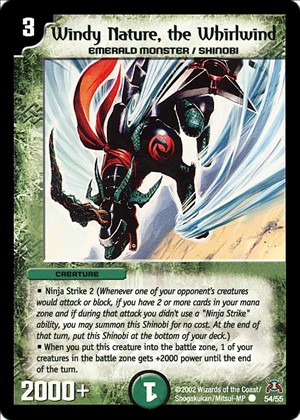 3
Windy Nature, the Whirlwind
EMERALD MONSTER / SHINOBI
CREATURE
■ Ninja Strike 2 (Whenever one of your opponent's creatures
would attack or block, if you have 2 or more cards in your mana
zone and if during that attack you didn't use a "Ninja Strike"
ability, you may summon this Shinobi for no cost. At the end of
that turn, put this Shinobi at the bottom of your deck.)
■ When you put this creature into the battle zone, 1 of your
creatures in the battle zone gets +2000 power until the end
of the turn.
2000+
1
©2002 Wizards of the Coast/
Shogakukan/Mitsui-MP
54/55